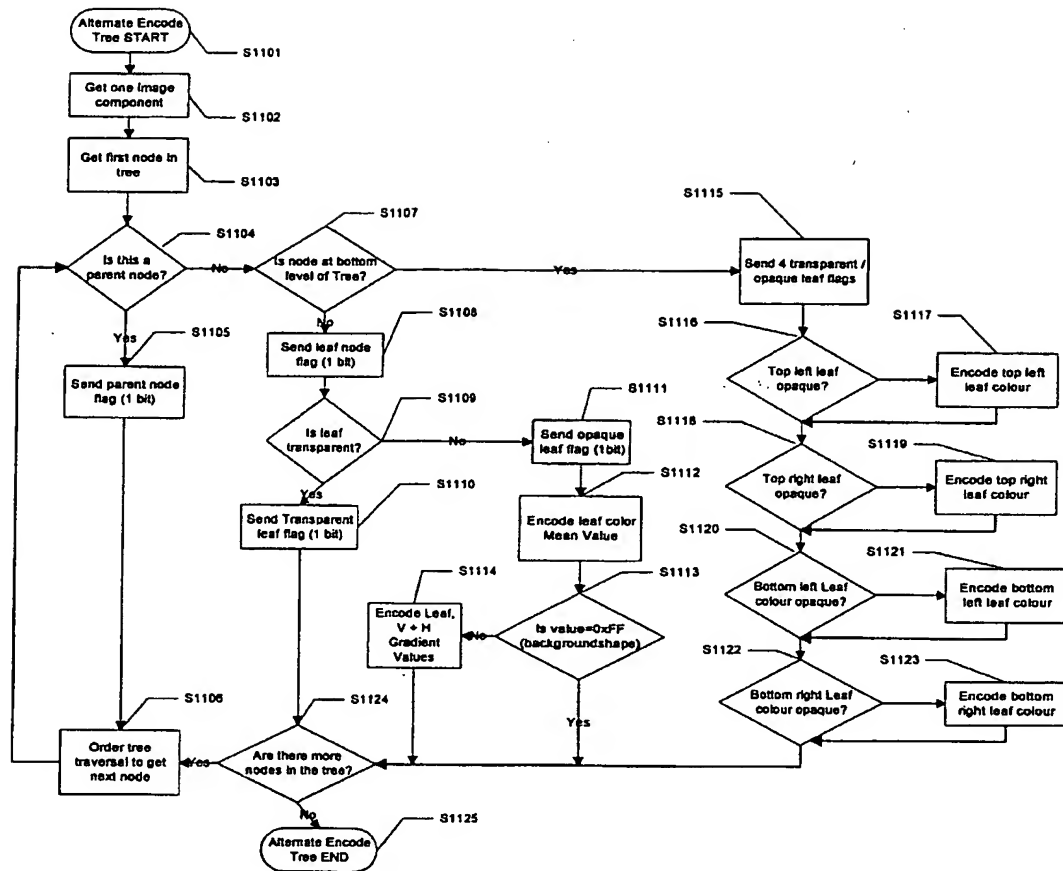 Alternate Encode
Tree START
S1101
Get one Image
component
S1102
Get first node in
tree
S1103
S1104
Is this a
parent node?
No
Yes
S1105
Send parent node
flag (1 bit)
S1106
Order tree
traversal to get
next node
S1107
Is node at bottom
level of Tree?
Yes
No
S1108
Send leaf node
flag (1 bit)
S1109
Is leaf
transparent?
No
Yes
S1110
Send Transparent
leaf flag (1 bit)
S1111
Send opaque
leaf flag (1bit)
S1112
Encode leaf color
Mean Value
S1113
Is value=0xFF
(backgroundshape)
No
Yes
S1114
Encode Leaf,
V + H
Gradient
Values
S1115
Send 4 transparent /
opaque leaf flags
S1116
Top left leaf
opaque?
S1117
Encode top left
leaf colour
S1118
Top right leaf
opaque?
S1119
Encode top right
leaf colour
S1120
Bottom left Leaf
colour opaque?
S1121
Encode bottom
left leaf colour
S1122
Bottom right Leaf
colour opaque?
S1123
Encode bottom
right leaf colour
S1124
Are there more
nodes in the tree?
Yes
No
S1125
Alternate Encode
Tree END